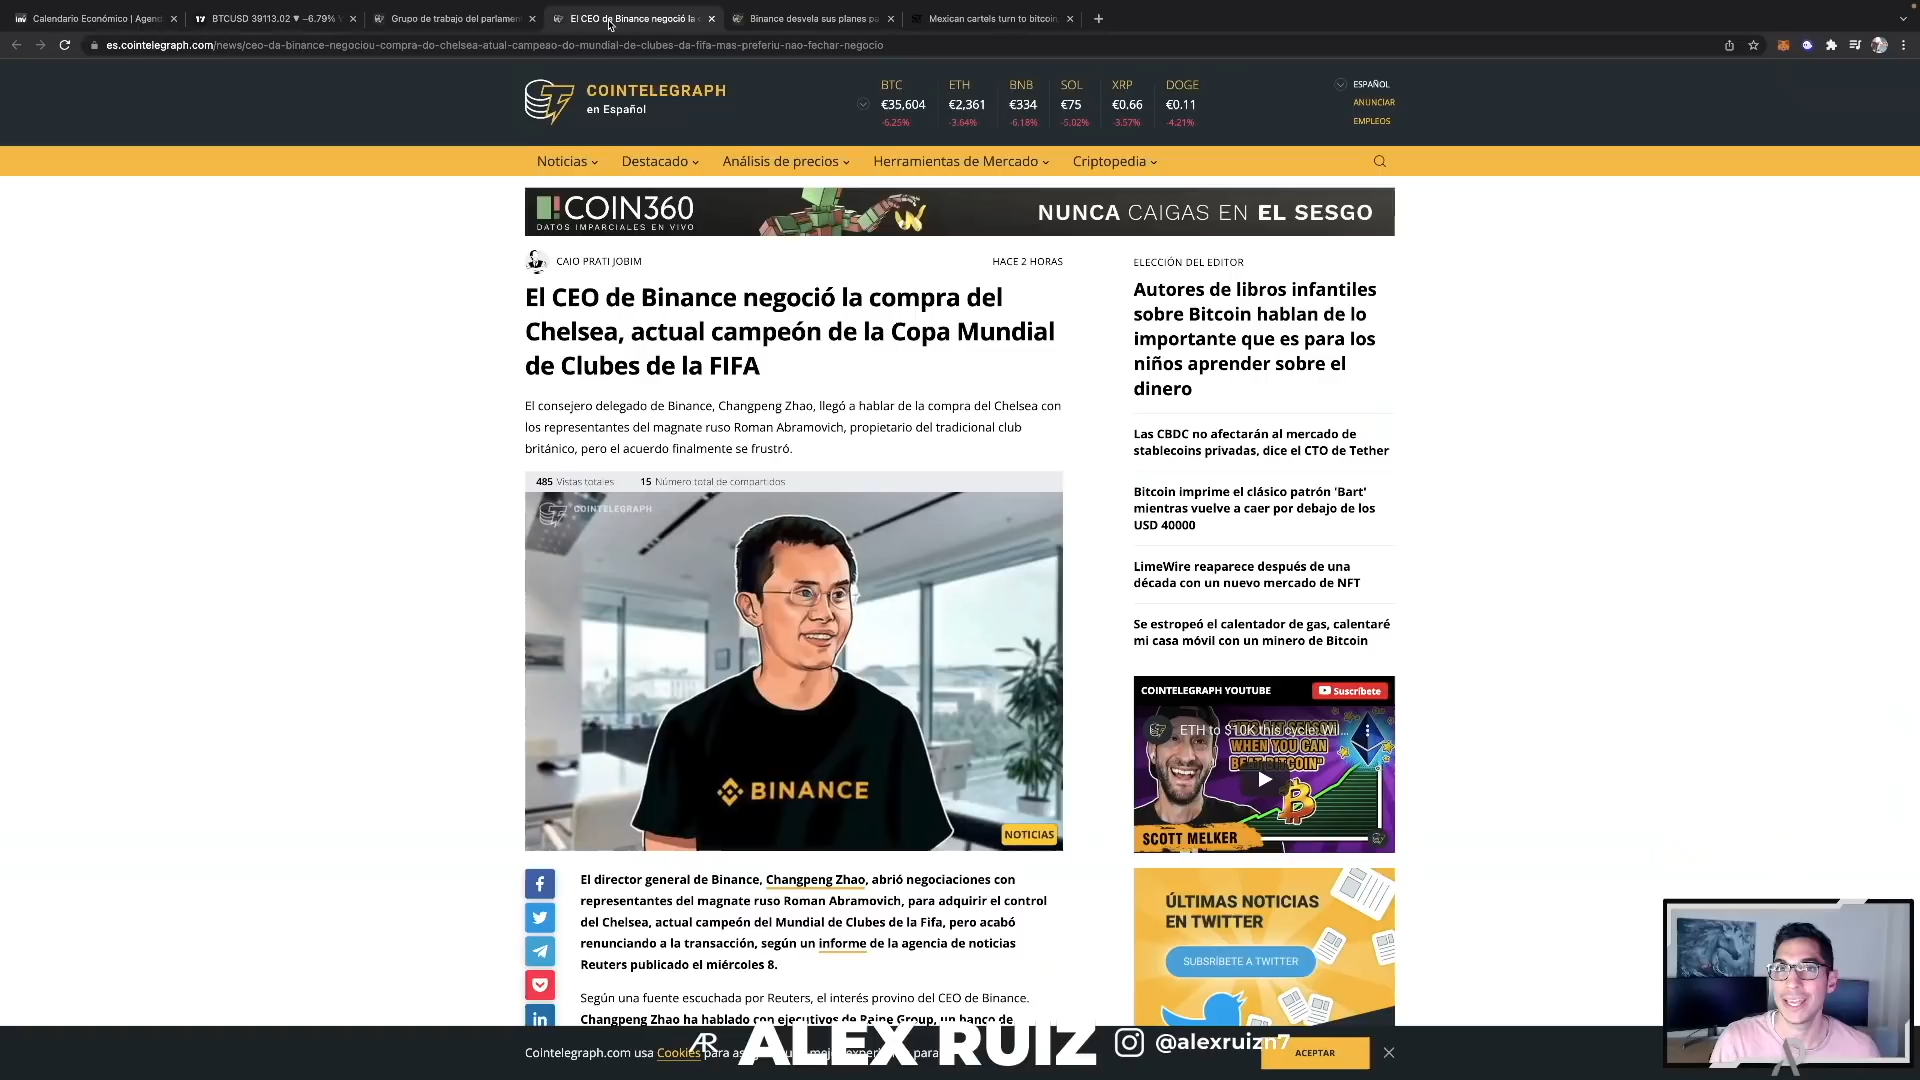 Calendario Económico | Agend
BTCUSD 39113.02 ▼ −6.79%
Grupo de trabajo del parlamen
El CEO de Binance negoció la
Binance desvela sus planes pa
Mexican cartels turn to bitcoin
es.cointelegraph.com/news/ceo-da-binance-negociou-compra-do-chelsea-atual-campeao-do-mundial-de-clubes-da-fifa-mas-preferiu-nao-fechar-negocio
COINTELEGRAPH
en Español
BTC ETH BNB SOL XRP DOGE
€35,604 €2,361 €334 €75 €0.66 €0.11
-6.25% -3.64% -6.18% -5.02% -3.57% -4.21%
ESPAÑOL
ANUNCIAR
EMPLEOS
Noticias Destacado Análisis de precios Herramientas de Mercado Criptopedia
COIN360
DATOS IMPARCIALES EN VIVO
NUNCA CAIGAS EN EL SESGO
CAIO PRATI JOBIM
HACE 2 HORAS
El CEO de Binance negoció la compra del
Chelsea, actual campeón de la Copa Mundial
de Clubes de la FIFA
El consejero delegado de Binance, Changpeng Zhao, llegó a hablar de la compra del Chelsea con
los representantes del magnate ruso Roman Abramovich, propietario del tradicional club
británico, pero el acuerdo finalmente se frustró.
485 Vistas totales 15 Número total de compartidos
COINTELEGRAPH
BINANCE
NOTICIAS
El director general de Binance, Changpeng Zhao, abrió negociaciones con
representantes del magnate ruso Roman Abramovich, para adquirir el control
del Chelsea, actual campeón del Mundial de Clubes de la Fifa, pero acabó
renunciando a la transacción, según un informe de la agencia de noticias
Reuters publicado el miércoles 8.
Según una fuente escuchada por Reuters, el interés provino del CEO de Binance.
Changpeng Zhao ha hablado con ejecutivos de Raine Group, un banco de
ELECCIÓN DEL EDITOR
Autores de libros infantiles
sobre Bitcoin hablan de lo
importante que es para los
niños aprender sobre el
dinero
Las CBDC no afectarán al mercado de
stablecoins privadas, dice el CTO de Tether
Bitcoin imprime el clásico patrón 'Bart'
mientras vuelve a caer por debajo de los
USD 40000
LimeWire reaparece después de una
década con un nuevo mercado de NFT
Se estropeó el calentador de gas, calentaré
mi casa móvil con un minero de Bitcoin
COINTELEGRAPH YOUTUBE
Suscríbete
ETH to $10K this cycle: Wil...
WHEN YOU CAN
BEAT BITCOIN"
SCOTT MELKER
ÚLTIMAS NOTICIAS
EN TWITTER
SUBSRÍBETE A TWITTER
Cointelegraph.com usa Cookies para
ALEX RUIZ
@alexruizn7
ACEPTAR